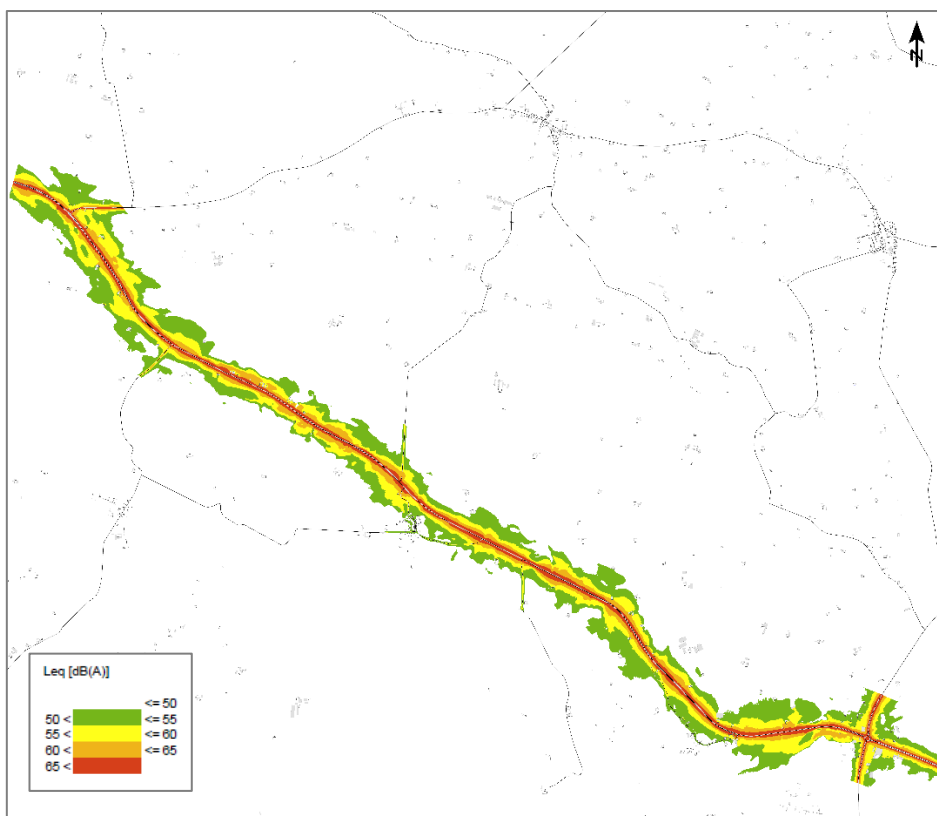 N
Leq [dB(A)]
<= 50
50 < <= 55
55 < <= 60
60 < <= 65
65 <